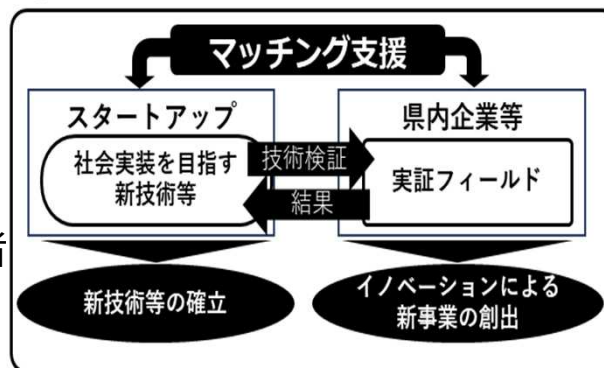 マッチング支援
スタートアップ
社会実装を目指す
新技術等
技術検証
結果
県内企業等
実証フィールド
新技術等の確立
イノベーションによる
新事業の創出